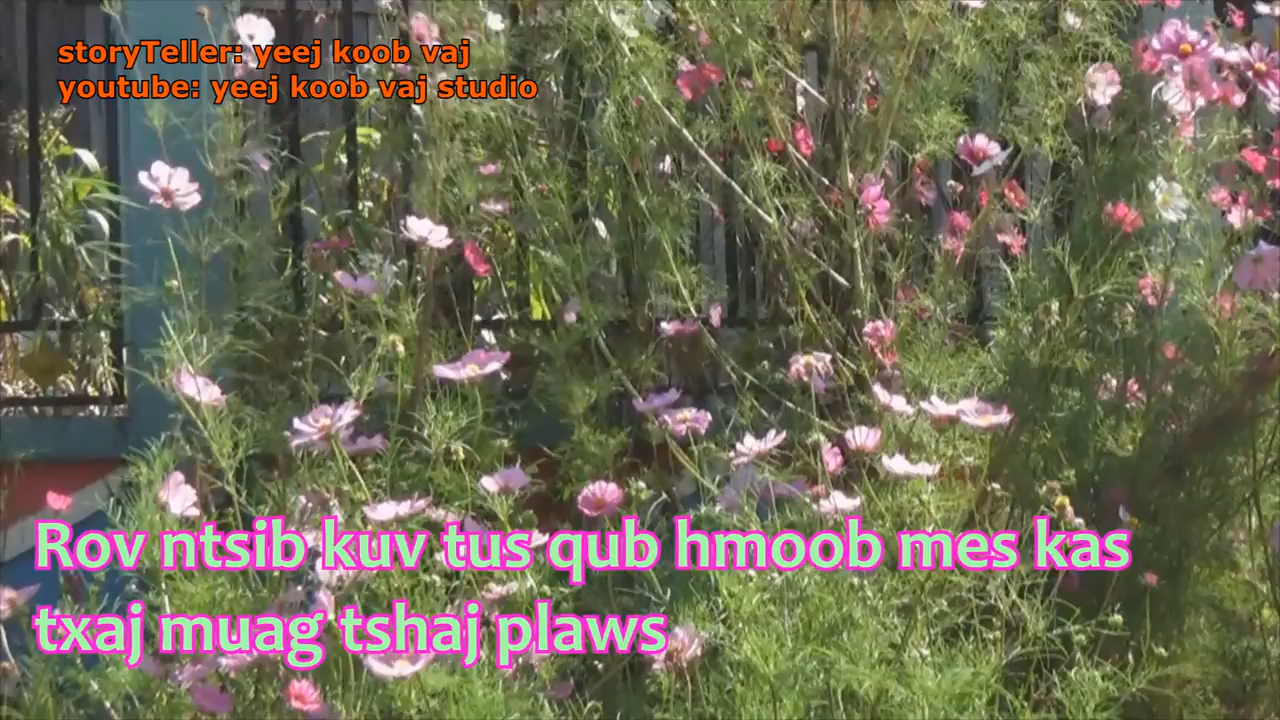 storyTeller: yeej koob vaj
youtube: yeej koob vaj studio
Rov ntsib kuv tus qub hmoob mes kas
txaj muag tshaj plaws